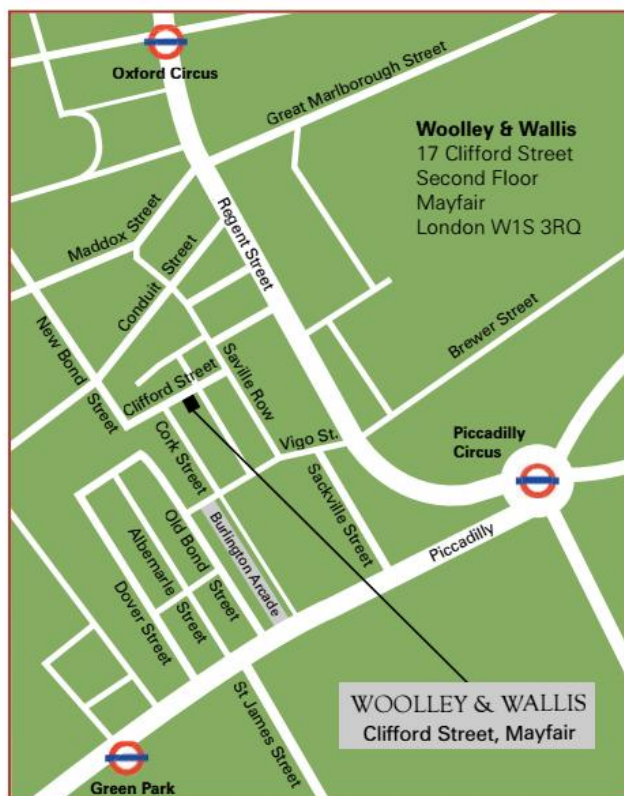 Oxford Circus
Great Marlborough Street
Woolley & Wallis
17 Clifford Street
Second Floor
Mayfair
London W1S 3RQ
Maddox Street
Regent Street
Conduit Street
New Bond Street
Brewer Street
Clifford Street
Saville Row
Cork Street
Vigo St.
Piccadilly
Circus
Sackville Street
Old Bond Street
Burlington Arcade
Albemarle Street
Dover Street
Piccadilly
WOOLLEY & WALLIS
Clifford Street, Mayfair
St James Street
Green Park